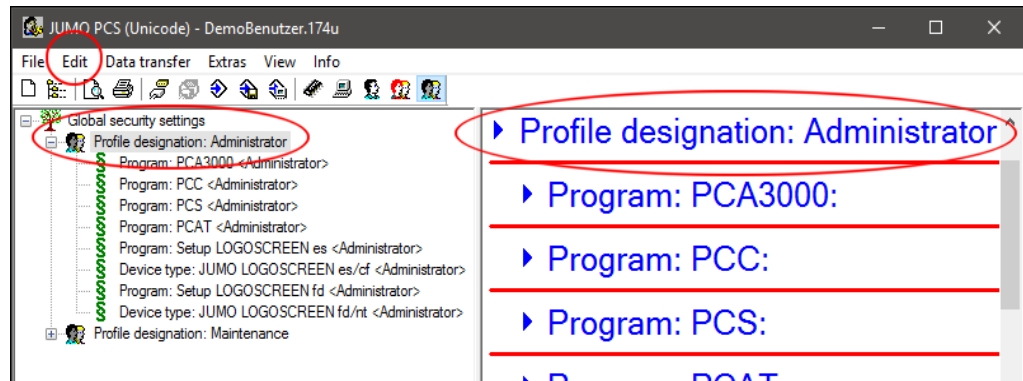 JUMO PCS (Unicode) - DemoBenutzer.174u
File Edit Data transfer Extras View Info
Global security settings
Profile designation: Administrator
Program: PCA3000 <Administrator>
Program: PCC <Administrator>
Program: PCS <Administrator>
Program: PCAT <Administrator>
Program: Setup LOGOSCREEN es <Administrator>
Device type: JUMO LOGOSCREEN es/cf <Administrator>
Program: Setup LOGOSCREEN fd <Administrator>
Device type: JUMO LOGOSCREEN fd/nt <Administrator>
Profile designation: Maintenance
Profile designation: Administrator
Program: PCA3000:
Program: PCC:
Program: PCS: